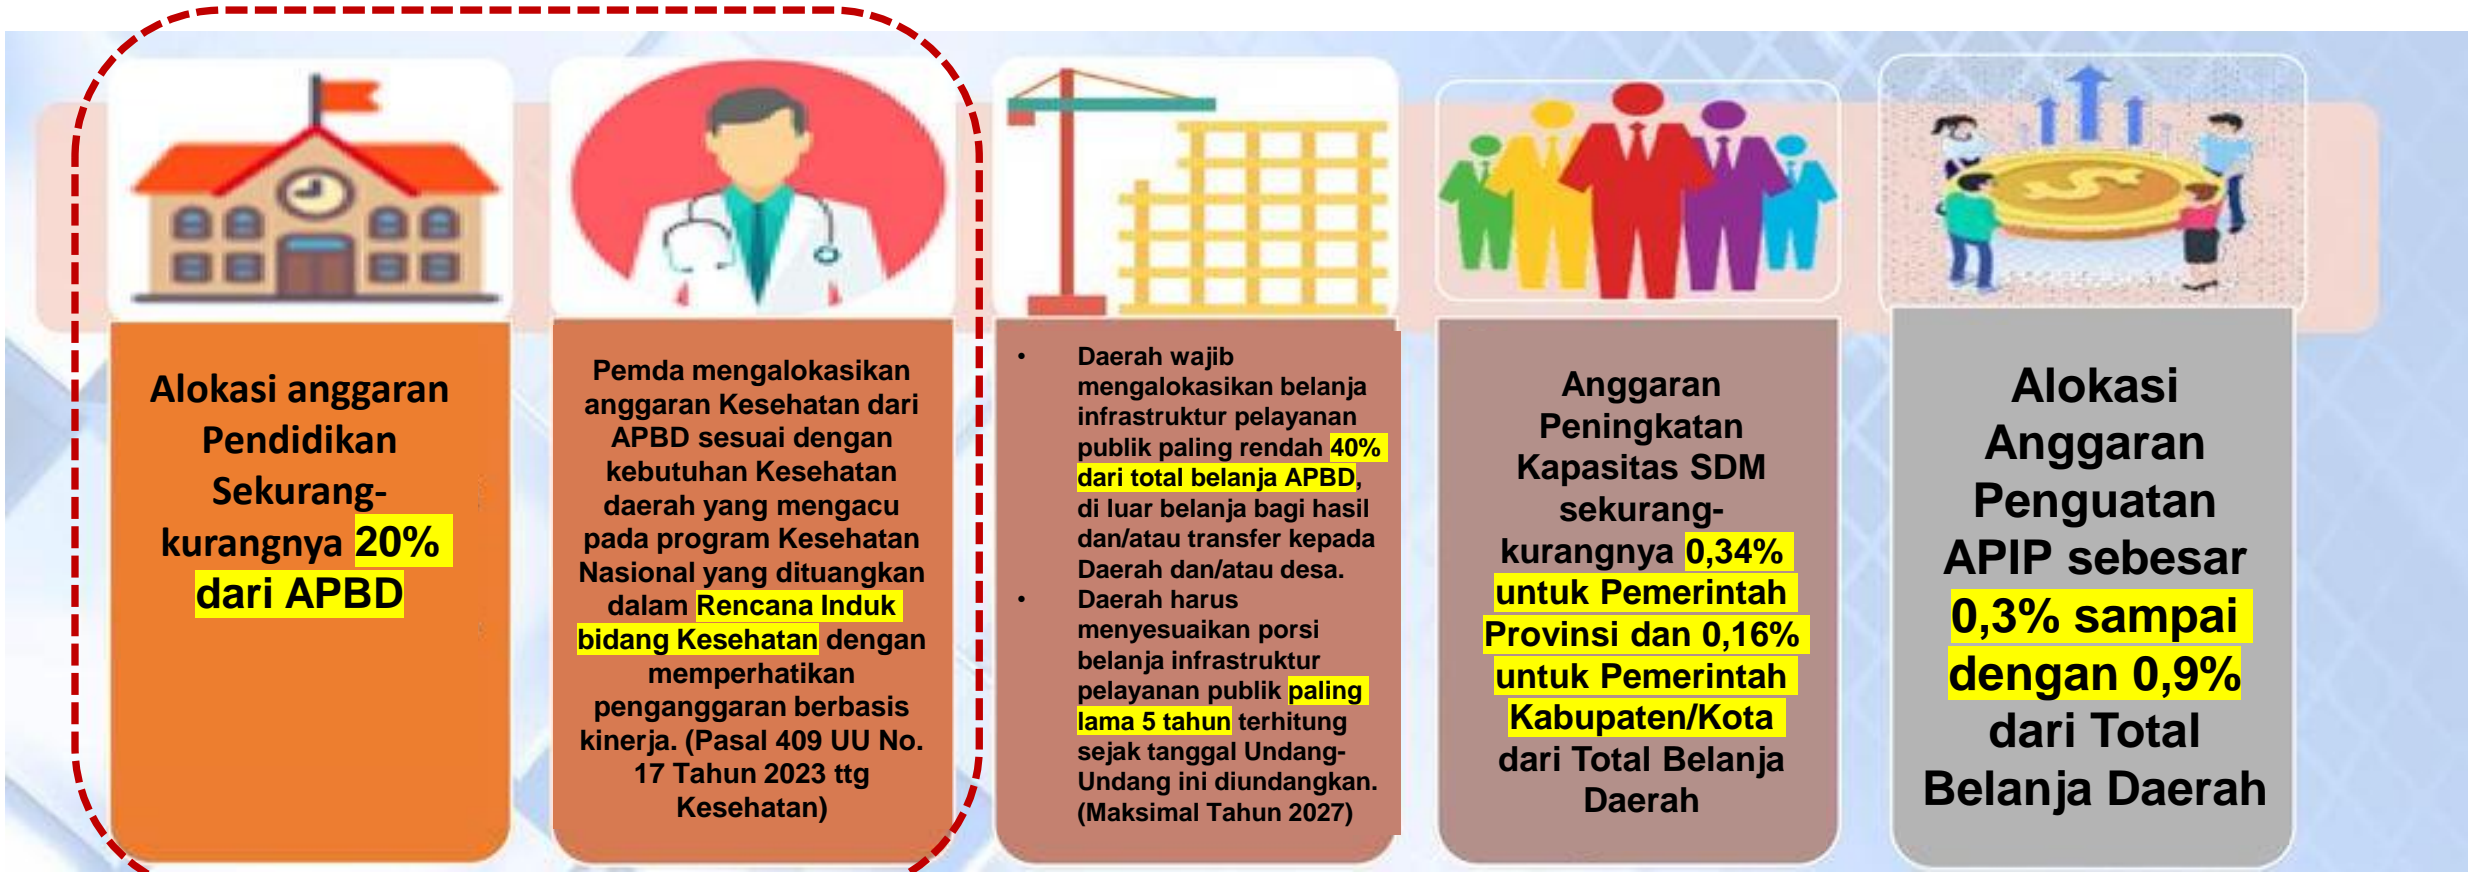 Alokasi anggaran
Pendidikan
Sekurang-
kurangnya 20%
dari APBD
Pemda mengalokasikan
anggaran Kesehatan dari
APBD sesuai dengan
kebutuhan Kesehatan
daerah yang mengacu
pada program Kesehatan
Nasional yang dituangkan
dalam Rencana Induk
bidang Kesehatan dengan
memperhatikan
penganggaran berbasis
kinerja. (Pasal 409 UU No.
17 Tahun 2023 ttg
Kesehatan)
• Daerah wajib
mengalokasikan belanja
infrastruktur pelayanan
publik paling rendah 40%
dari total belanja APBD,
di luar belanja bagi hasil
dan/atau transfer kepada
Daerah dan/atau desa.
• Daerah harus
menyesuaikan porsi
belanja infrastruktur
pelayanan publik paling
lama 5 tahun terhitung
sejak tanggal Undang-
Undang ini diundangkan.
(Maksimal Tahun 2027)
Anggaran
Peningkatan
Kapasitas SDM
sekurang-
kurangnya 0,34%
untuk Pemerintah
Provinsi dan 0,16%
untuk Pemerintah
Kabupaten/Kota
dari Total Belanja
Daerah
Alokasi
Anggaran
Penguatan
APIP sebesar
0,3% sampai
dengan 0,9%
dari Total
Belanja Daerah